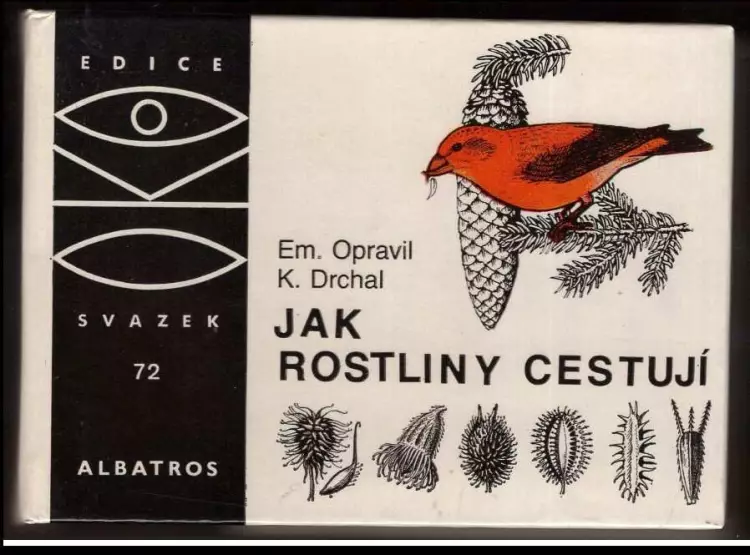 EDICE
SVAZEK
72
ALBATROS
Em. Opravil
K. Drchal
JAK
ROSTLINY CESTUJÍ